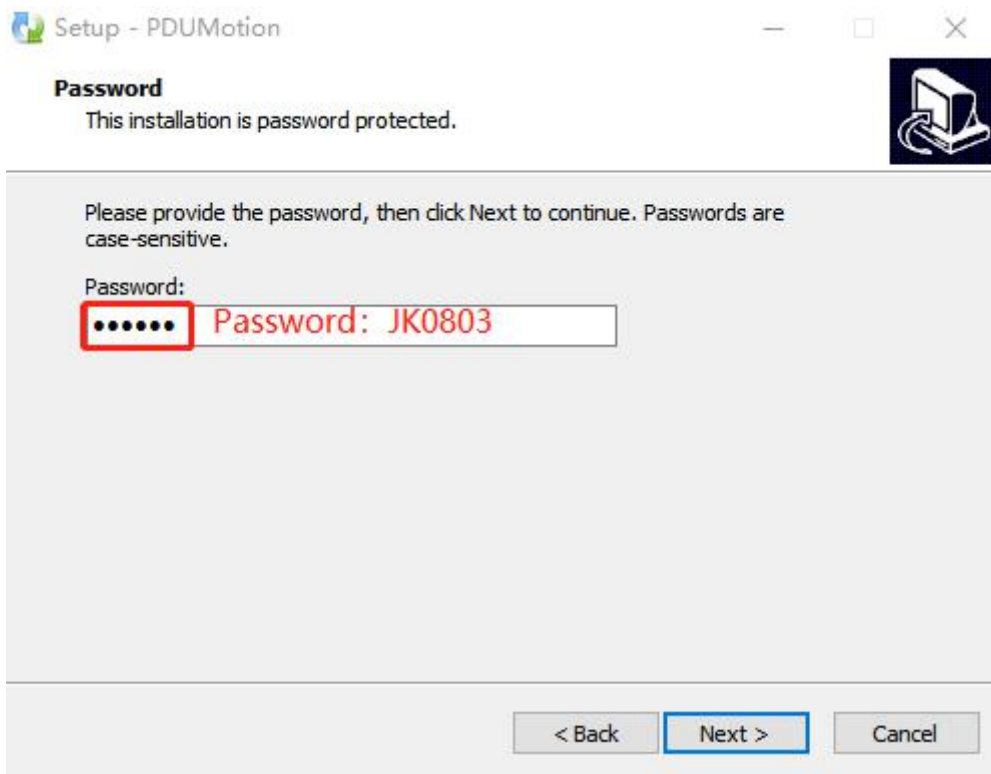 Setup - PDUMotion
Password
This installation is password protected.
Please provide the password, then click Next to continue. Passwords are
case-sensitive.
Password:
•••••• Password：JK0803
< Back Next > Cancel